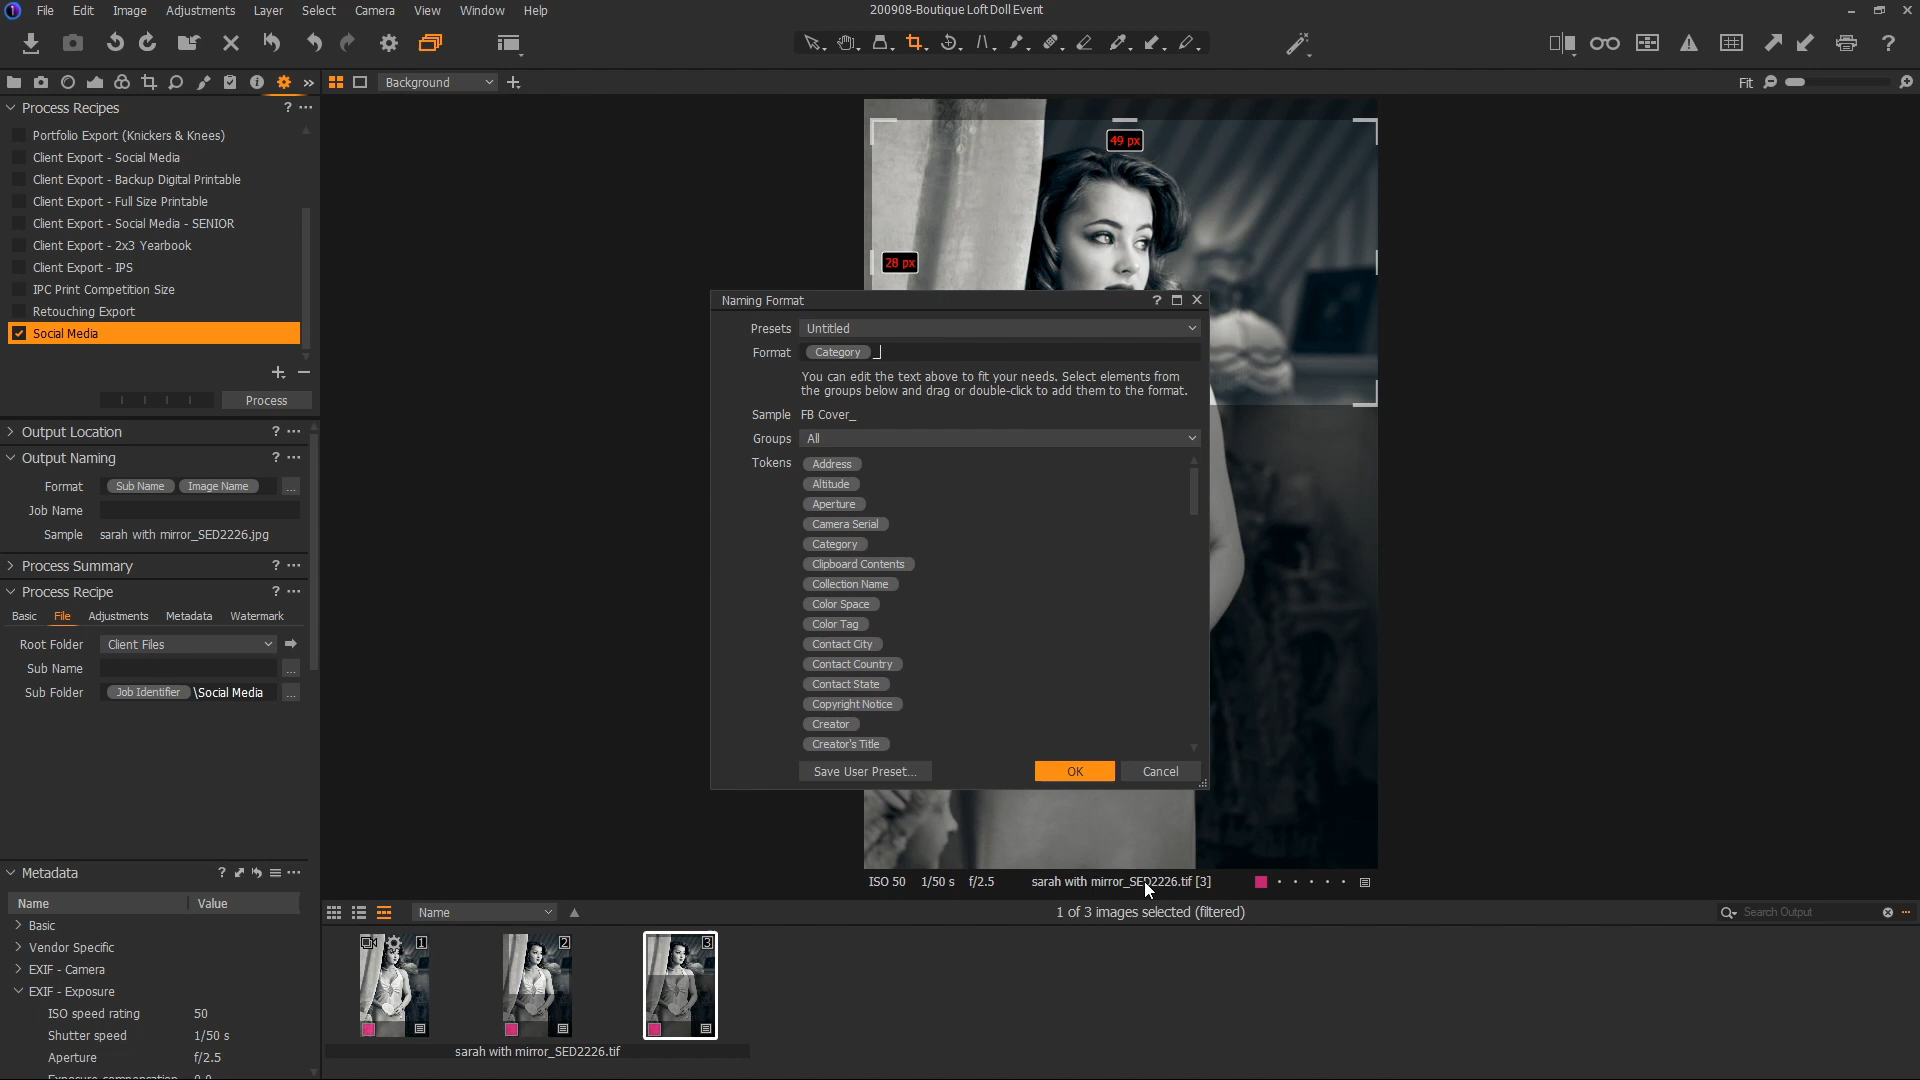 File Edit Image Adjustments Layer Select Camera View Window Help
200908-Boutique Loft Doll Event
Background
Fit
Process Recipes
Portfolio Export (Knickers & Knees)
Client Export - Social Media
Client Export - Backup Digital Printable
Client Export - Full Size Printable
Client Export - Social Media - SENIOR
Client Export - 2x3 Yearbook
Client Export - IPS
IPC Print Competition Size
Retouching Export
Social Media
Process
Output Location
Output Naming
Format Sub Name Image Name ...
Job Name
Sample sarah with mirror_SED2226.jpg
Process Summary
Process Recipe
Basic File Adjustments Metadata Watermark
Root Folder Client Files
Sub Name ...
Sub Folder Job Identifier \Social Media ...
Metadata
Name Value
Basic
Vendor Specific
EXIF - Camera
EXIF - Exposure
ISO speed rating 50
Shutter speed 1/50 s
Aperture f/2.5
49 px
28 px
Naming Format
Presets Untitled
Format Category _
You can edit the text above to fit your needs. Select elements from
the groups below and drag or double-click to add them to the format.
Sample FB Cover_
Groups All
Tokens Address
Altitude
Aperture
Camera Serial
Category
Clipboard Contents
Collection Name
Color Space
Color Tag
Contact City
Contact Country
Contact State
Copyright Notice
Creator
Creator's Title
Save User Preset... OK Cancel
ISO 50 1/50 s f/2.5 sarah with mirror_SED2226.tif [3]
Name 1 of 3 images selected (filtered) Search Output
1 2 3
sarah with mirror_SED2226.tif